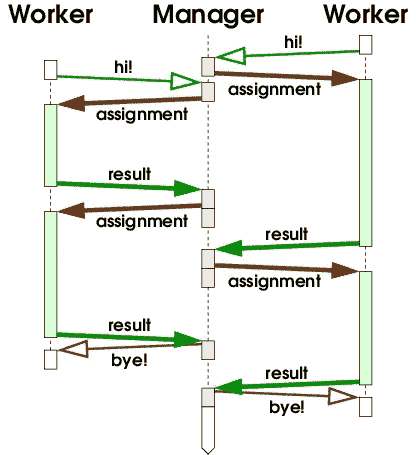 Worker Manager Worker
hi!
hi!
assignment
assignment
result
assignment
result
assignment
result
bye!
result
bye!